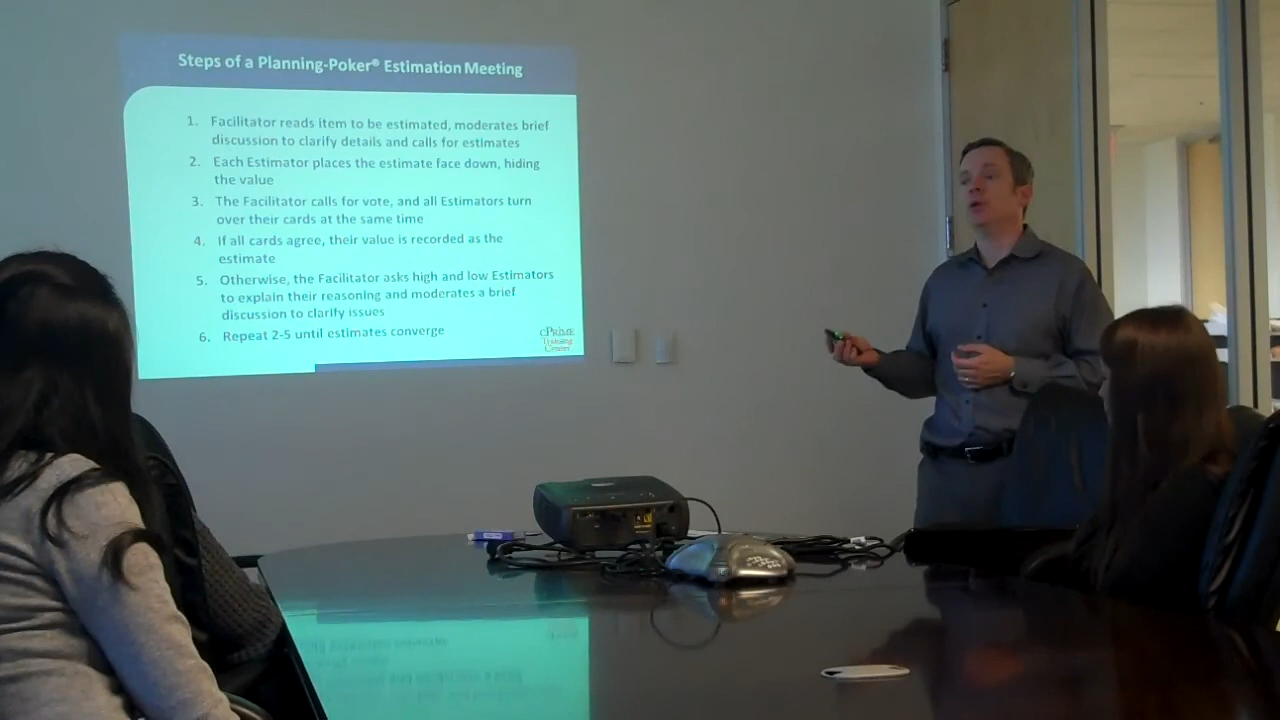 Steps of a Planning-Poker® Estimation Meeting
1. Facilitator reads item to be estimated, moderates brief
discussion to clarify details and calls for estimates
2. Each Estimator places the estimate face down, hiding
the value
3. The Facilitator calls for vote, and all Estimators turn
over their cards at the same time
4. If all cards agree, their value is recorded as the
estimate
5. Otherwise, the Facilitator asks high and low Estimators
to explain their reasoning and moderates a brief
discussion to clarify issues
6. Repeat 2-5 until estimates converge
cPRIME
Training
Center